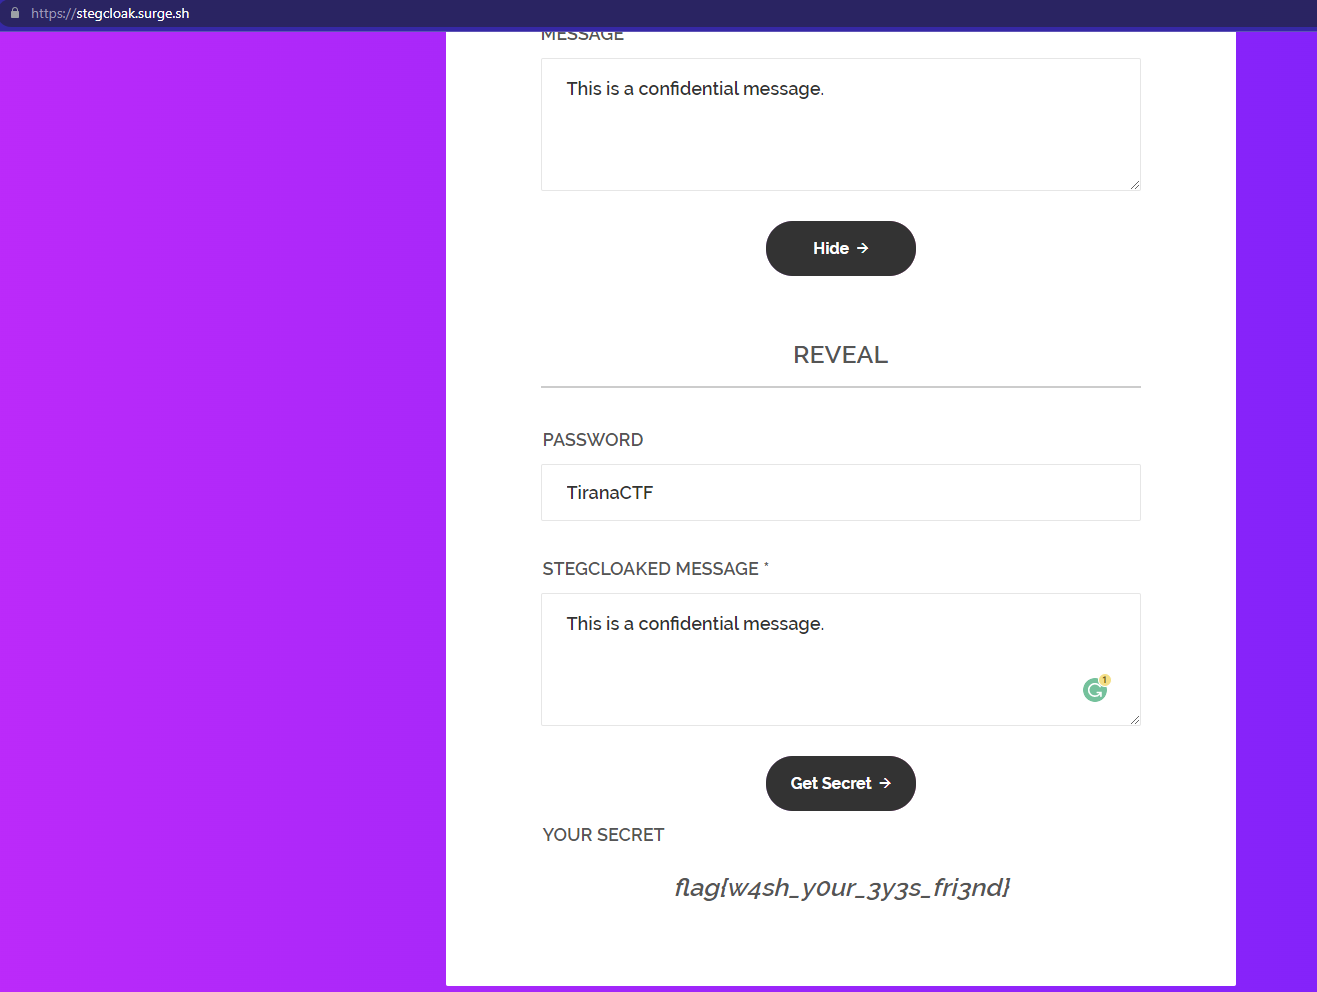 https://stegcloak.surge.sh
MESSAGE
This is a confidential message.
Hide →
REVEAL
PASSWORD
TiranaCTF
STEGCLOAKED MESSAGE *
This is a confidential message.
1
Get Secret →
YOUR SECRET
flag{w4sh_y0ur_3y3s_fri3nd}